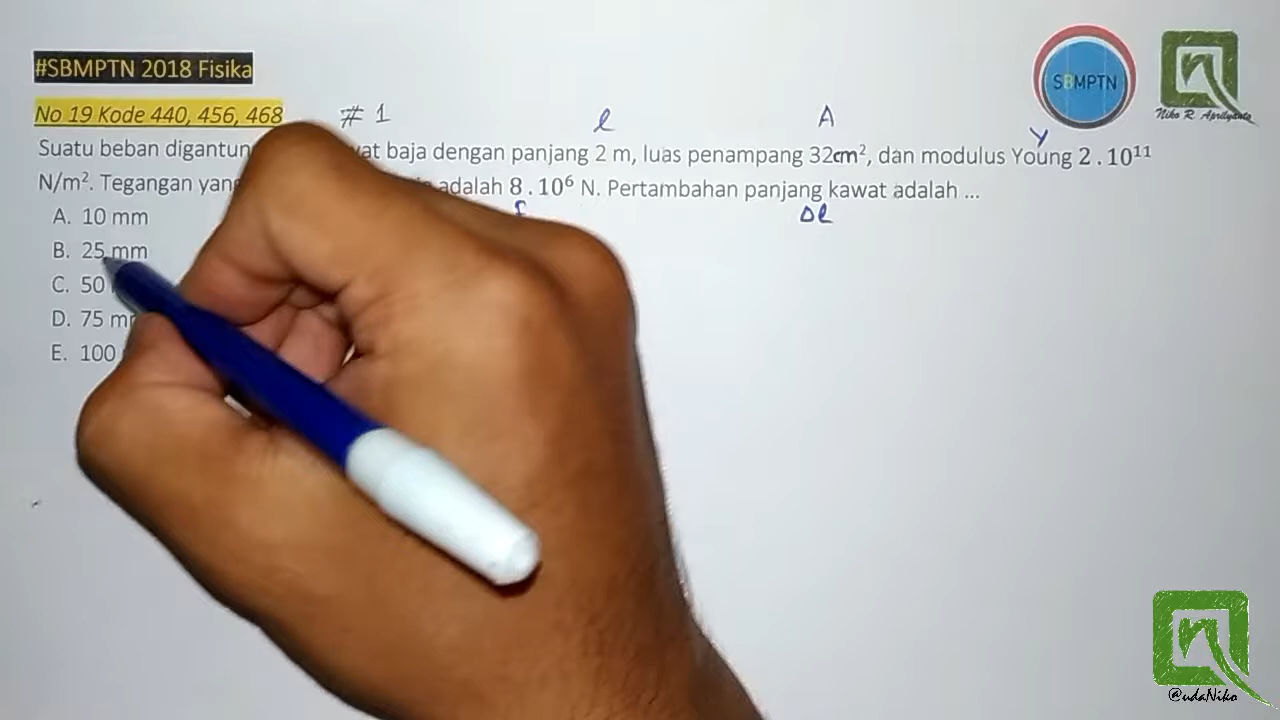 #SBMPTN 2018 Fisika
No 19 Kode 440, 456, 468 # 1 ℓ A
SBMPTN
Niko R. Aprilyanto
Y
Suatu beban digantun at baja dengan panjang 2 m, luas penampang 32cm², dan modulus Young 2 . 10¹¹
N/m². Tegangan yang adalah 8 . 10⁶ N. Pertambahan panjang kawat adalah ...
F Δℓ
A. 10 mm
B. 25 mm
C. 50
D. 75 m
E. 100
@udaNiko